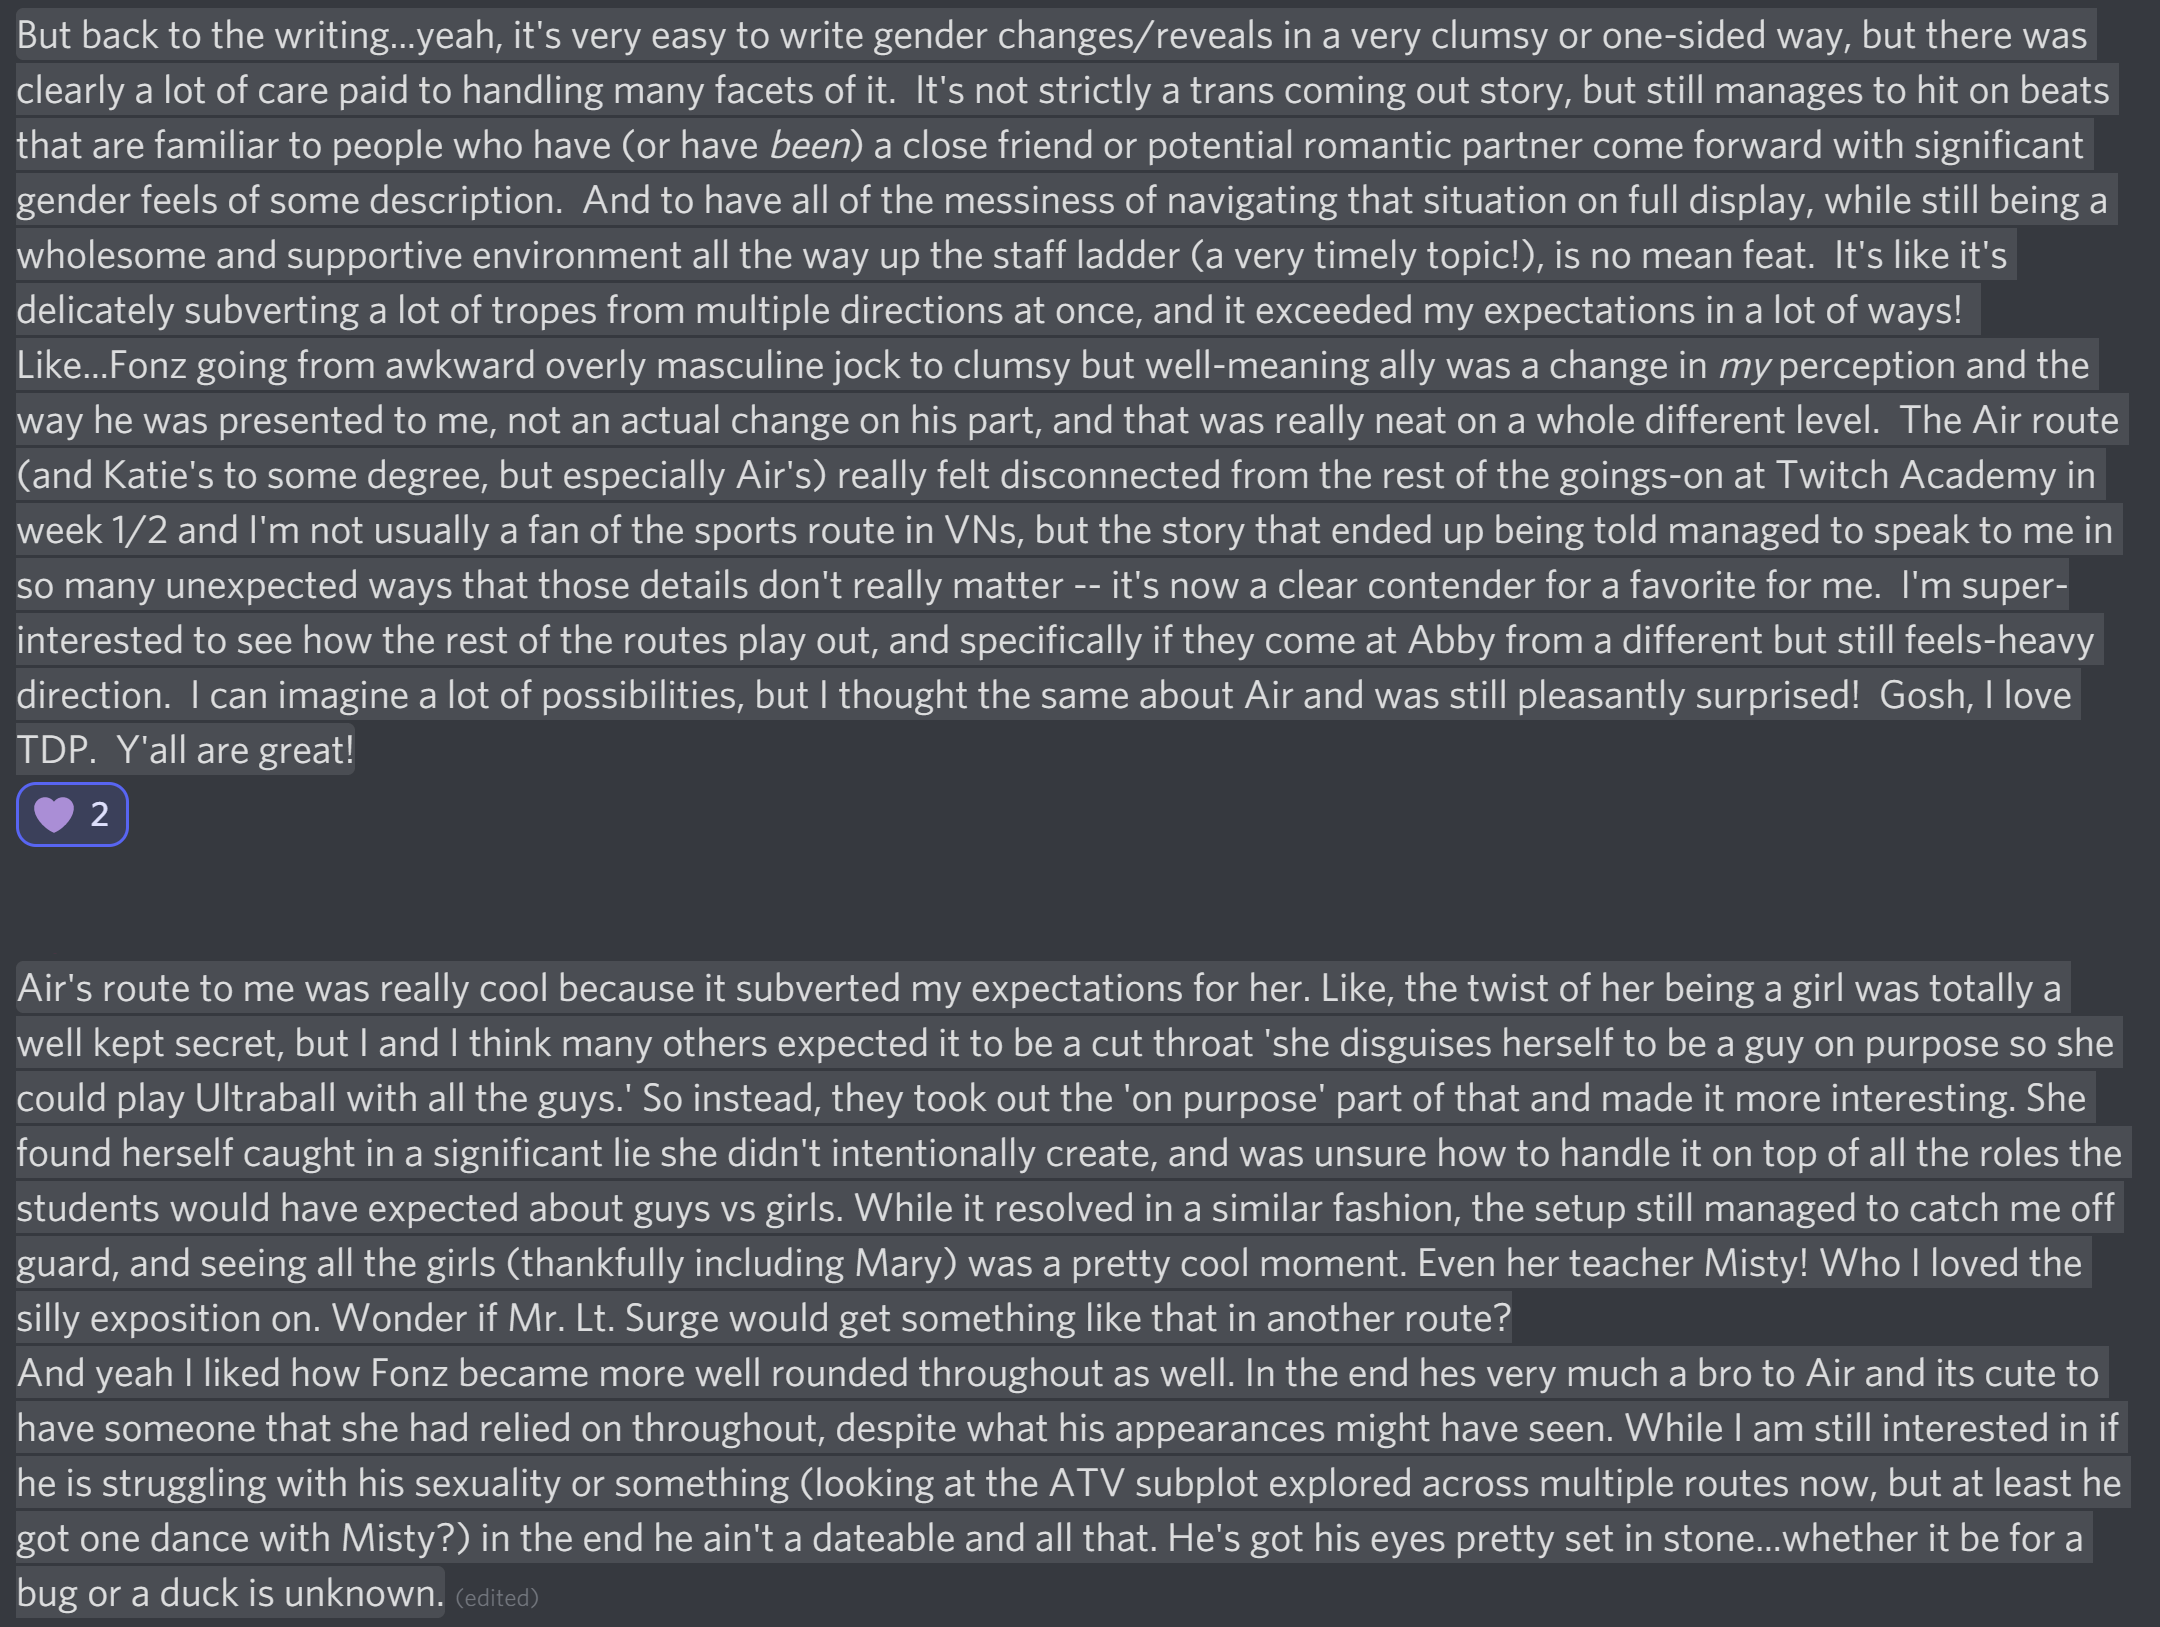 But back to the writing...yeah, it's very easy to write gender changes/reveals in a very clumsy or one-sided way, but there was
clearly a lot of care paid to handling many facets of it.  It's not strictly a trans coming out story, but still manages to hit on beats
that are familiar to people who have (or have been) a close friend or potential romantic partner come forward with significant
gender feels of some description.  And to have all of the messiness of navigating that situation on full display, while still being a
wholesome and supportive environment all the way up the staff ladder (a very timely topic!), is no mean feat.  It's like it's
delicately subverting a lot of tropes from multiple directions at once, and it exceeded my expectations in a lot of ways!
Like...Fonz going from awkward overly masculine jock to clumsy but well-meaning ally was a change in my perception and the
way he was presented to me, not an actual change on his part, and that was really neat on a whole different level.  The Air route
(and Katie's to some degree, but especially Air's) really felt disconnected from the rest of the goings-on at Twitch Academy in
week 1/2 and I'm not usually a fan of the sports route in VNs, but the story that ended up being told managed to speak to me in
so many unexpected ways that those details don't really matter -- it's now a clear contender for a favorite for me.  I'm super-
interested to see how the rest of the routes play out, and specifically if they come at Abby from a different but still feels-heavy
direction.  I can imagine a lot of possibilities, but I thought the same about Air and was still pleasantly surprised!  Gosh, I love
TDP.  Y'all are great!
2
Air's route to me was really cool because it subverted my expectations for her. Like, the twist of her being a girl was totally a
well kept secret, but I and I think many others expected it to be a cut throat 'she disguises herself to be a guy on purpose so she
could play Ultraball with all the guys.' So instead, they took out the 'on purpose' part of that and made it more interesting. She
found herself caught in a significant lie she didn't intentionally create, and was unsure how to handle it on top of all the roles the
students would have expected about guys vs girls. While it resolved in a similar fashion, the setup still managed to catch me off
guard, and seeing all the girls (thankfully including Mary) was a pretty cool moment. Even her teacher Misty! Who I loved the
silly exposition on. Wonder if Mr. Lt. Surge would get something like that in another route?
And yeah I liked how Fonz became more well rounded throughout as well. In the end hes very much a bro to Air and its cute to
have someone that she had relied on throughout, despite what his appearances might have seen. While I am still interested in if
he is struggling with his sexuality or something (looking at the ATV subplot explored across multiple routes now, but at least he
got one dance with Misty?) in the end he ain't a dateable and all that. He's got his eyes pretty set in stone...whether it be for a
bug or a duck is unknown. (edited)